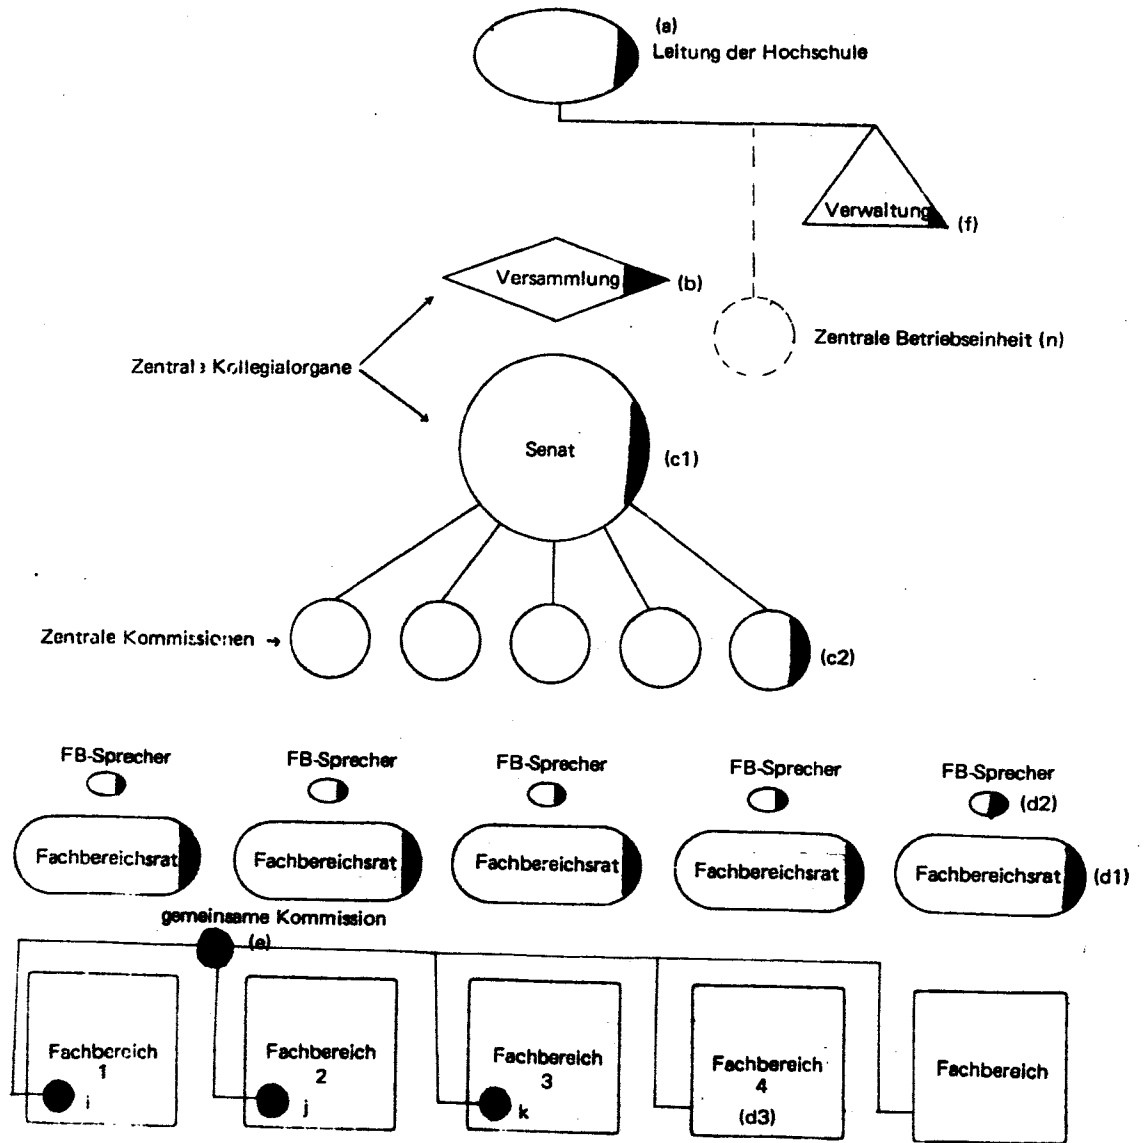 (a)
Leitung der Hochschule
Verwaltung
(f)
Versammlung
(b)
Zentrale Betriebseinheit (n)
Zentrale Kollegialorgane
Senat
(c1)
Zentrale Kommissionen →
(c2)
FB-Sprecher
FB-Sprecher
FB-Sprecher
FB-Sprecher
FB-Sprecher
(d2)
Fachbereichsrat
Fachbereichsrat
Fachbereichsrat
Fachbereichsrat
Fachbereichsrat
(d1)
gemeinsame Kommission
(e)
Fachbereich
1
i
Fachbereich
2
j
Fachbereich
3
k
Fachbereich
4
(d3)
Fachbereich